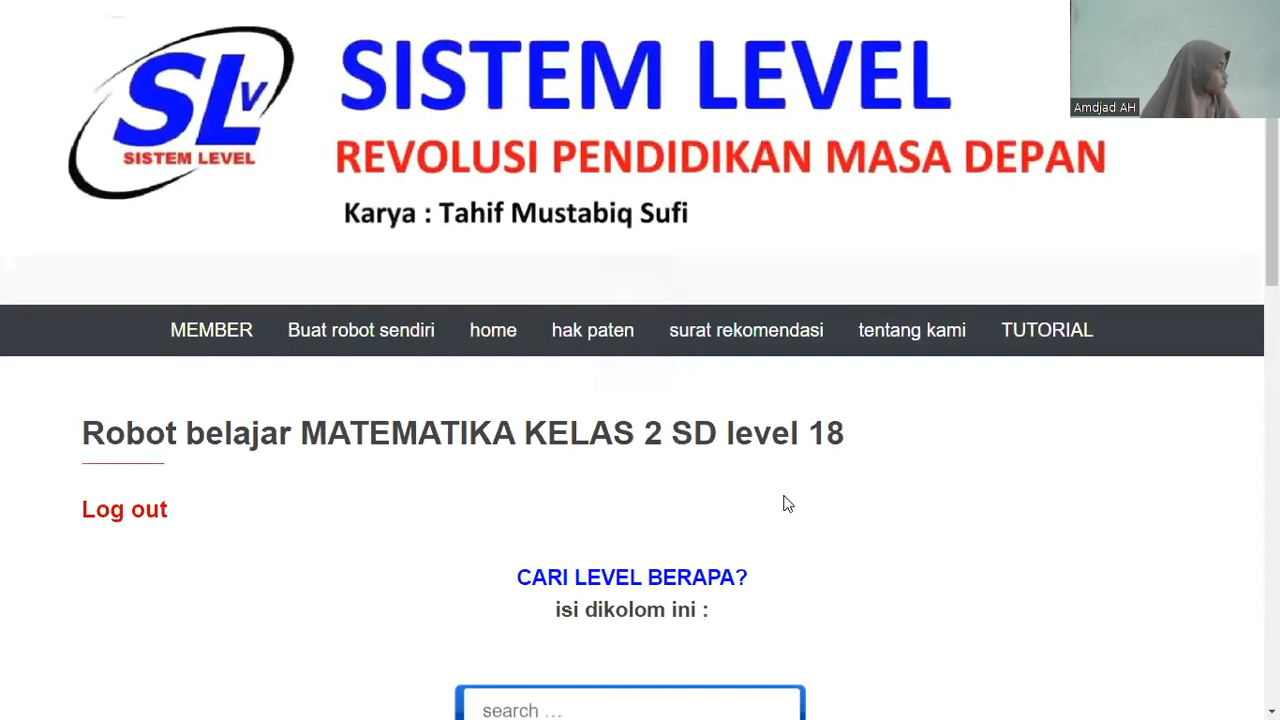 SLv
SISTEM LEVEL
SISTEM LEVEL
REVOLUSI PENDIDIKAN MASA DEPAN
Karya : Tahif Mustabiq Sufi
Amdjad AH
MEMBER Buat robot sendiri home hak paten surat rekomendasi tentang kami TUTORIAL
Robot belajar MATEMATIKA KELAS 2 SD level 18
Log out
CARI LEVEL BERAPA?
isi dikolom ini :
search ...